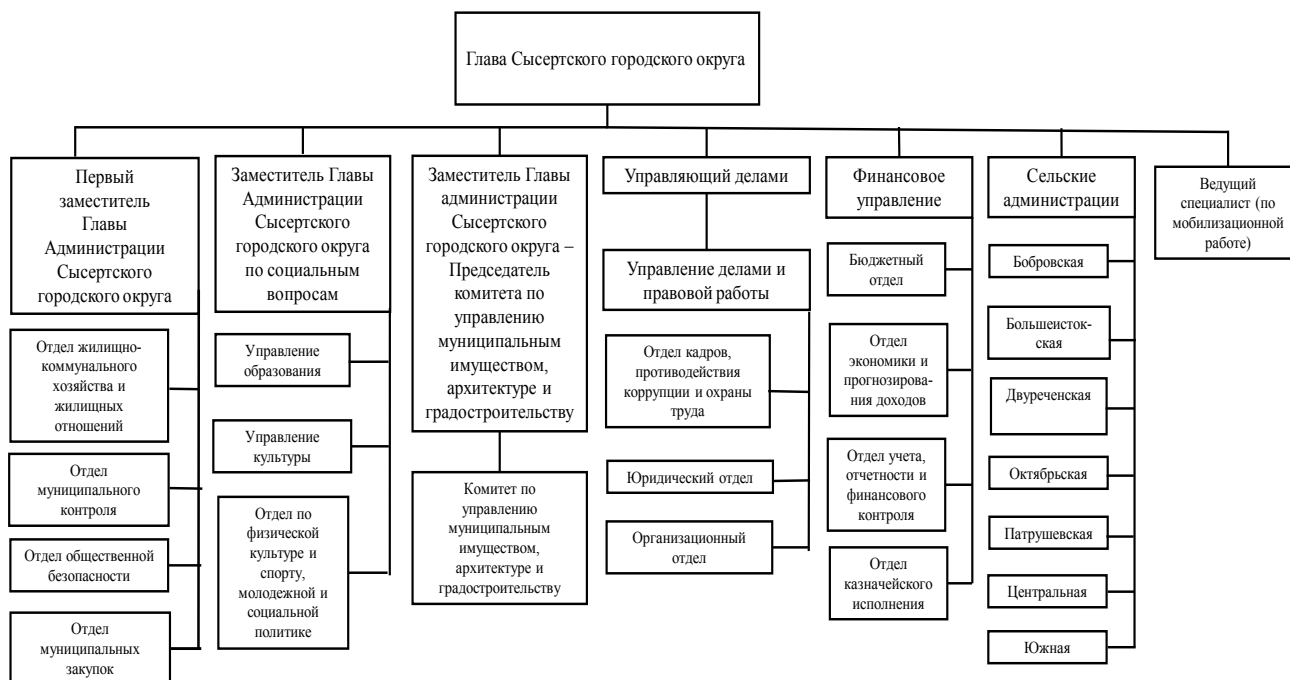 Глава Сысертского городского округа
Первый
заместитель
Главы
Администрации
Сысертского
городского округа
Отдел жилищно-
коммунального
хозяйства и
жилищных
отношений
Отдел
муниципального
контроля
Отдел общественной
безопасности
Отдел
муниципальных
закупок
Заместитель Главы
Администрации
Сысертского
городского округа
по социальным
вопросам
Управление
образования
Управление
культуры
Отдел по
физической
культуре и
спорту,
молодежной и
социальной
политике
Заместитель Главы
администрации
Сысертского
городского округа –
Председатель
комитета по
управлению
муниципальным
имуществом,
архитектуре и
градостроительству
Комитет по
управлению
муниципальным
имуществом,
архитектуре и
градостроительству
Управляющий делами
Управление делами и
правовой работы
Отдел кадров,
противодействия
коррупции и охраны
труда
Юридический отдел
Организационный
отдел
Финансовое
управление
Бюджетный
отдел
Отдел
экономики и
прогнозирова-
ния доходов
Отдел учета,
отчетности и
финансового
контроля
Отдел
казначейского
исполнения
Сельские
администрации
Бобровская
Большеисток-
ская
Двуреченская
Октябрьская
Патрушевская
Центральная
Южная
Ведущий
специалист (по
мобилизационной
работе)